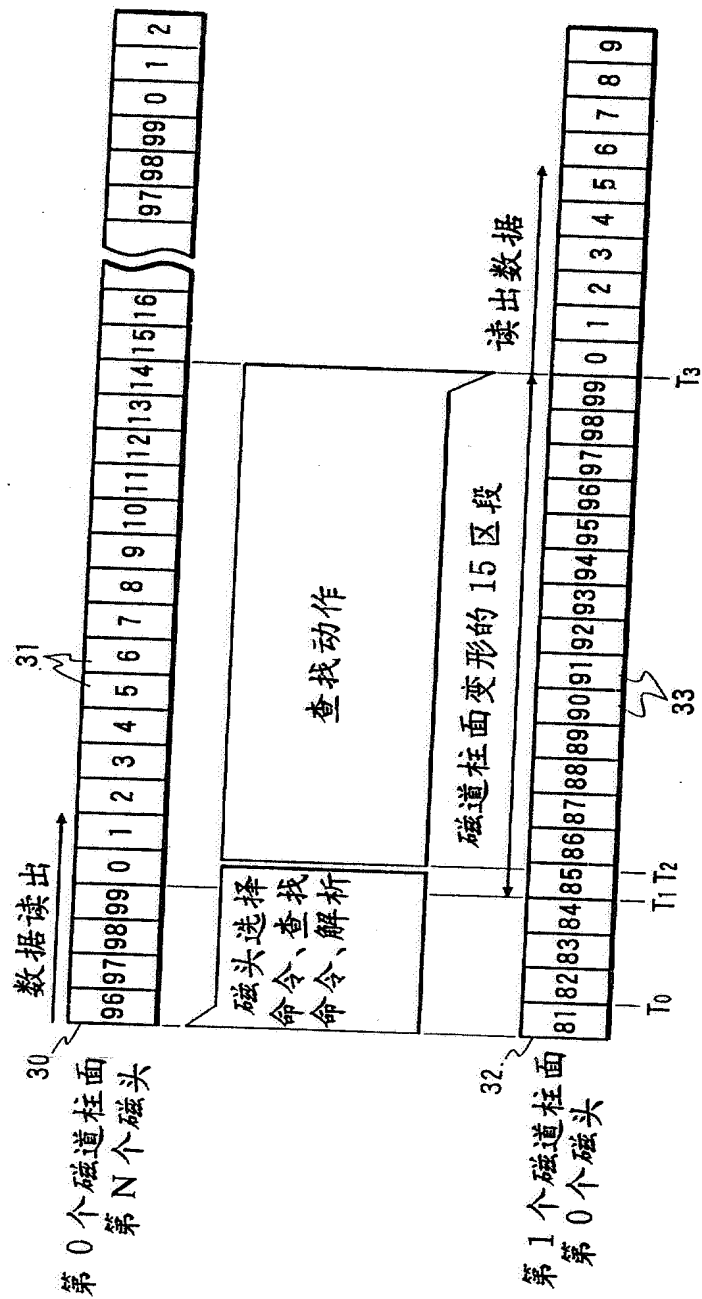 数据读出
31
30
96 97 98 99 0 1 2 3 4 5 6 7 8 9 10 11 12 13 14 15 16 97 98 99 0 1 2
第 0 个磁道柱面
第 N 个磁头
磁头选择
命令、查找
命令、解析
查找动作
磁道柱面变形的 15 区段
读出数据
32
81 82 83 84 85 86 87 88 89 90 91 92 93 94 95 96 97 98 99 0 1 2 3 4 5 6 7 8 9
第 1 个磁道柱面
第 0 个磁头
33
T0 T1 T2 T3